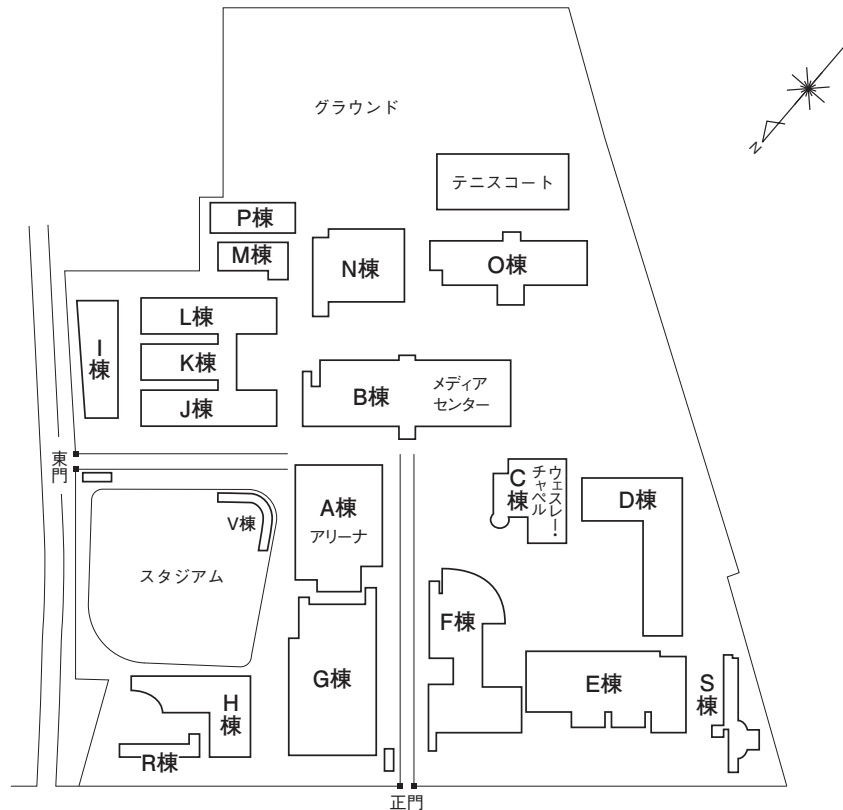 グラウンド
テニスコート
P棟
M棟
N棟
O棟
N
L棟
I
棟
K棟
J棟
B棟
メディア
センター
東
門
A棟
アリーナ
V棟
スタジアム
C
棟
ウェスレー!
チャペル
D棟
F棟
G棟
E棟
S
棟
H
棟
R棟
正門